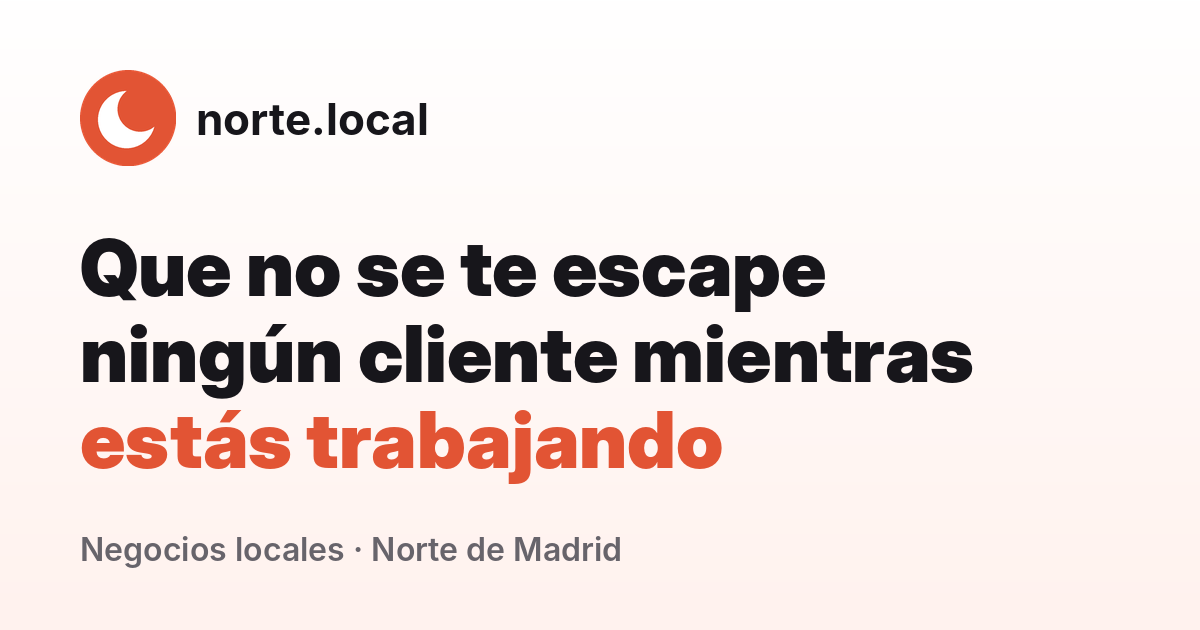 norte.local
Que no se te escape
ningún cliente mientras
estás trabajando
Negocios locales · Norte de Madrid